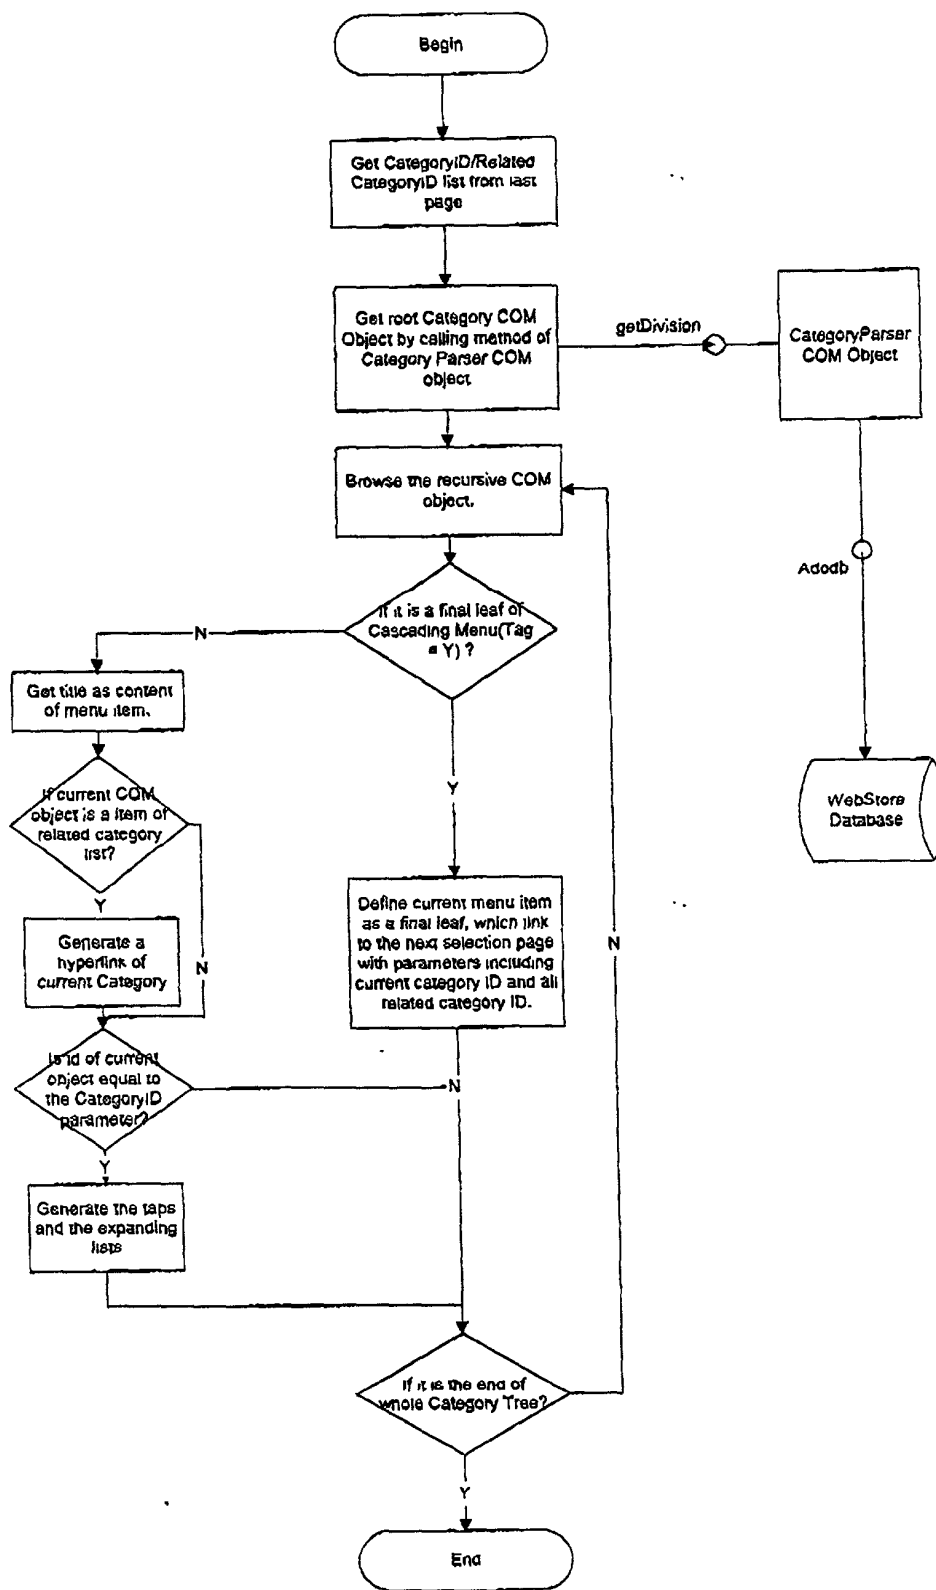 Begin
Get CategoryID/Related
CategoryID list from last
page
Get root Category COM
Object by calling method of
Category Parser COM
object
getDivision
CategoryParser
COM Object
Browse the recursive COM
object.
Adodb
If it is a final leaf of
Cascading Menu(Tag
= Y) ?
N
Get title as content
of menu item.
Y
WebStore
Database
If current COM
object is a item of
related category
list?
Y
N
Generate a
hyperlink of
current Category
Define current menu item
as a final leaf, which link
to the next selection page
with parameters including
current category ID and all
related category ID.
N
Is id of current
object equal to
the CategoryID
parameter?
N
Y
Generate the taps
and the expanding
lists
If it is the end of
whole Category Tree?
Y
End